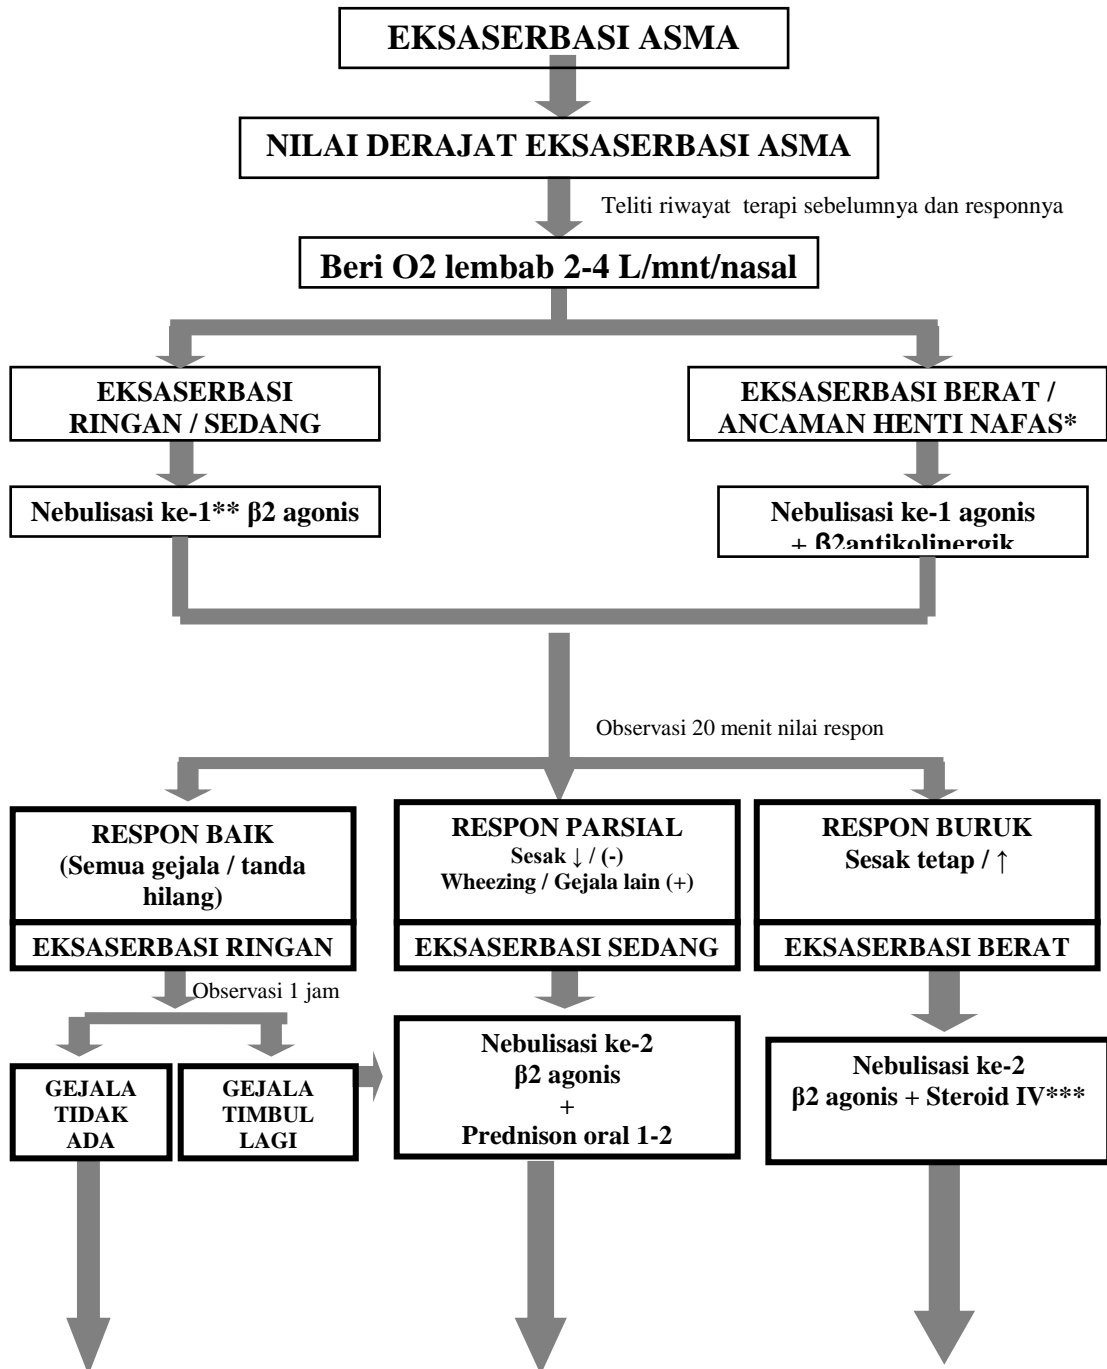 EKSASERBASI ASMA
NILAI DERAJAT EKSASERBASI ASMA
Teliti riwayat terapi sebelumnya dan responnya
Beri O2 lembab 2-4 L/mnt/nasal
EKSASERBASI
RINGAN / SEDANG
EKSASERBASI BERAT /
ANCAMAN HENTI NAFAS*
Nebulisasi ke-1** β2 agonis
Nebulisasi ke-1 agonis
+ β2antikolinergik
Observasi 20 menit nilai respon
RESPON BAIK
(Semua gejala / tanda
hilang)
EKSASERBASI RINGAN
RESPON PARSIAL
Sesak ↓ / (-)
Wheezing / Gejala lain (+)
EKSASERBASI SEDANG
RESPON BURUK
Sesak tetap / ↑
EKSASERBASI BERAT
Observasi 1 jam
GEJALA
TIDAK
ADA
GEJALA
TIMBUL
LAGI
Nebulisasi ke-2
β2 agonis
+
Prednison oral 1-2
Nebulisasi ke-2
β2 agonis + Steroid IV***